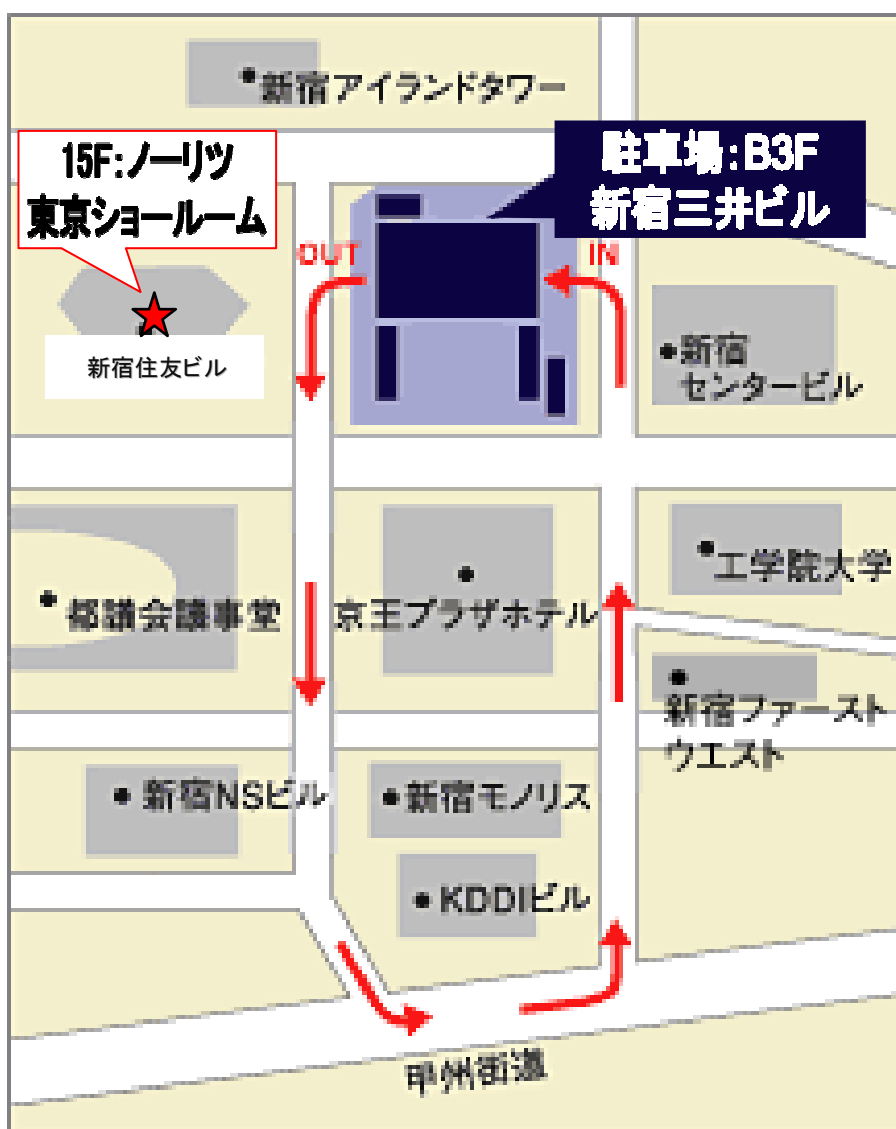 新宿アイランドタワー
15F:ノーリツ
東京ショールーム
駐車場:B3F
新宿三井ビル
OUT
IN
新宿住友ビル
新宿
センタービル
工学院大学
都議会議事堂
京王プラザホテル
新宿ファースト
ウエスト
新宿NSビル
新宿モノリス
KDDIビル
甲州街道